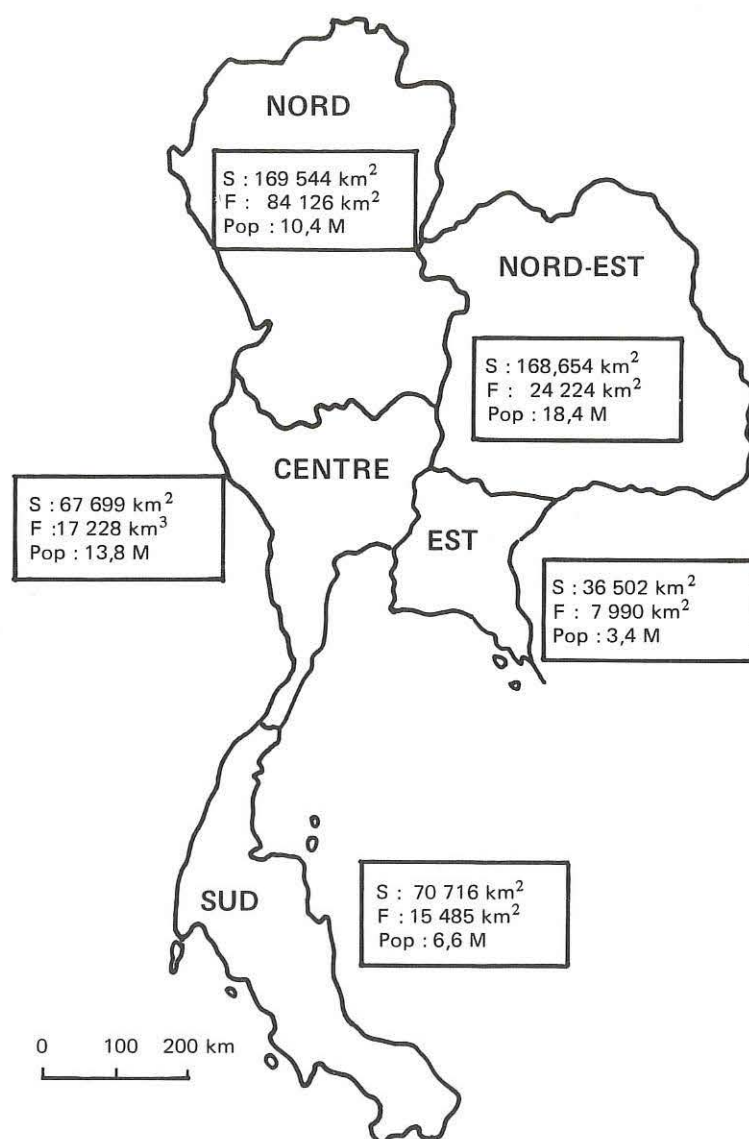 NORD
S : 169 544 km²
F : 84 126 km²
Pop : 10,4 M
NORD-EST
S : 168,654 km²
F : 24 224 km²
Pop : 18,4 M
CENTRE
S : 67 699 km²
F :17 228 km³
Pop : 13,8 M
EST
S : 36 502 km²
F : 7 990 km²
Pop : 3,4 M
SUD
S : 70 716 km²
F : 15 485 km²
Pop : 6,6 M
0 100 200 km